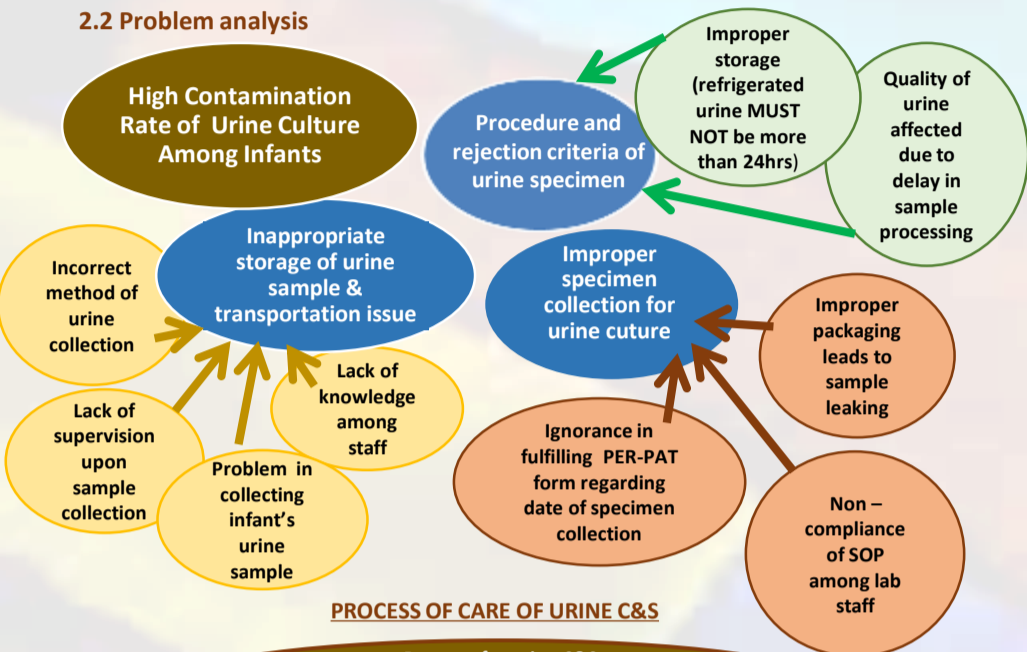 2.2 Problem analysis
High Contamination
Rate of Urine Culture
Among Infants
Procedure and
rejection criteria of
urine specimen
Improper
storage
(refrigerated
urine MUST
NOT be more
than 24hrs)
Quality of
urine
affected
due to
delay in
sample
processing
Inappropriate
storage of urine
sample &
transportation issue
Incorrect
method of
urine
collection
Lack of
supervision
upon
sample
collection
Problem in
collecting
infant's
urine
sample
Lack of
knowledge
among
staff
Improper
specimen
collection for
urine cuture
Improper
packaging
leads to
sample
leaking
Ignorance in
fulfilling PER-PAT
form regarding
date of specimen
collection
Non –
compliance
of SOP
among lab
staff
PROCESS OF CARE OF URINE C&S